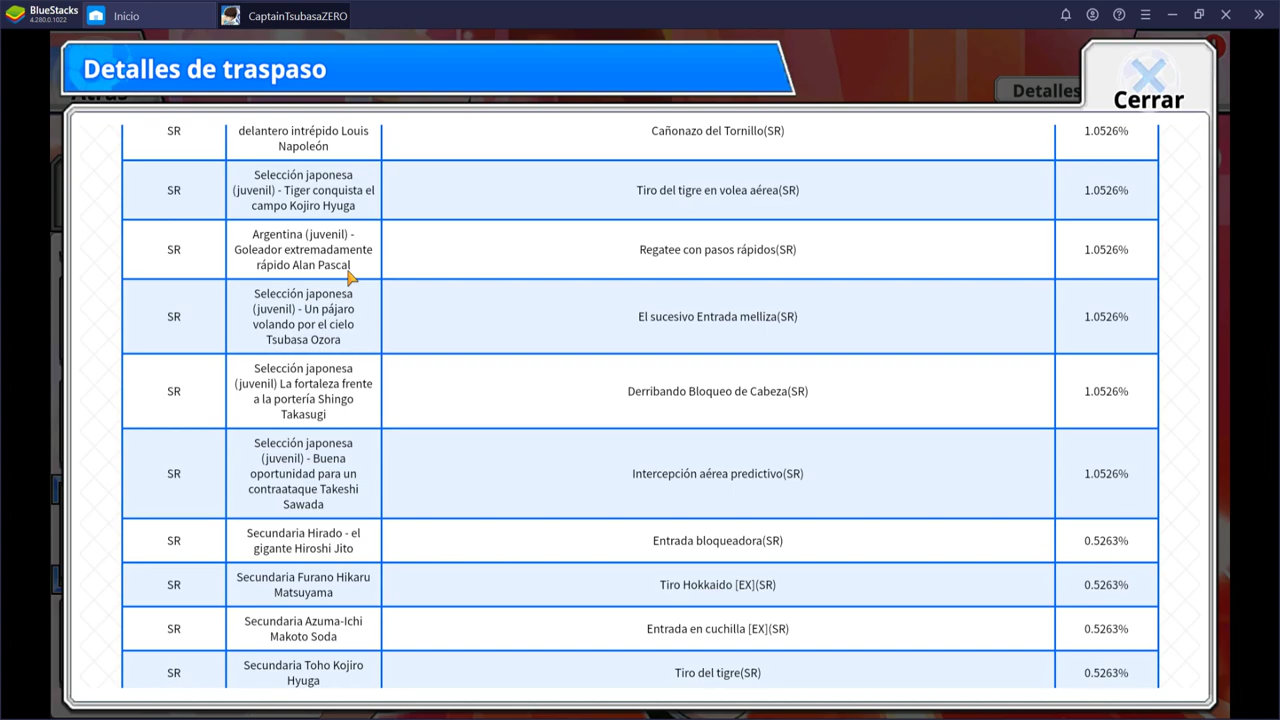 BlueStacks
4.280.0.1022
Inicio
CaptainTsubasaZERO
Detalles de traspaso
Detalles
Cerrar
SR
delantero intrépido Louis
Napoleón
Cañonazo del Tornillo(SR)
1.0526%
SR
Selección japonesa
(juvenil) - Tiger conquista el
campo Kojiro Hyuga
Tiro del tigre en volea aérea(SR)
1.0526%
SR
Argentina (juvenil) -
Goleador extremadamente
rápido Alan Pascal
Regatee con pasos rápidos(SR)
1.0526%
SR
Selección japonesa
(juvenil) - Un pájaro
volando por el cielo
Tsubasa Ozora
El sucesivo Entrada melliza(SR)
1.0526%
SR
Selección japonesa
(juvenil) La fortaleza frente
a la portería Shingo
Takasugi
Derribando Bloqueo de Cabeza(SR)
1.0526%
SR
Selección japonesa
(juvenil) - Buena
oportunidad para un
contraataque Takeshi
Sawada
Intercepción aérea predictivo(SR)
1.0526%
SR
Secundaria Hirado - el
gigante Hiroshi Jito
Entrada bloqueadora(SR)
0.5263%
SR
Secundaria Furano Hikaru
Matsuyama
Tiro Hokkaido [EX](SR)
0.5263%
SR
Secundaria Azuma-Ichi
Makoto Soda
Entrada en cuchilla [EX](SR)
0.5263%
SR
Secundaria Toho Kojiro
Hyuga
Tiro del tigre(SR)
0.5263%